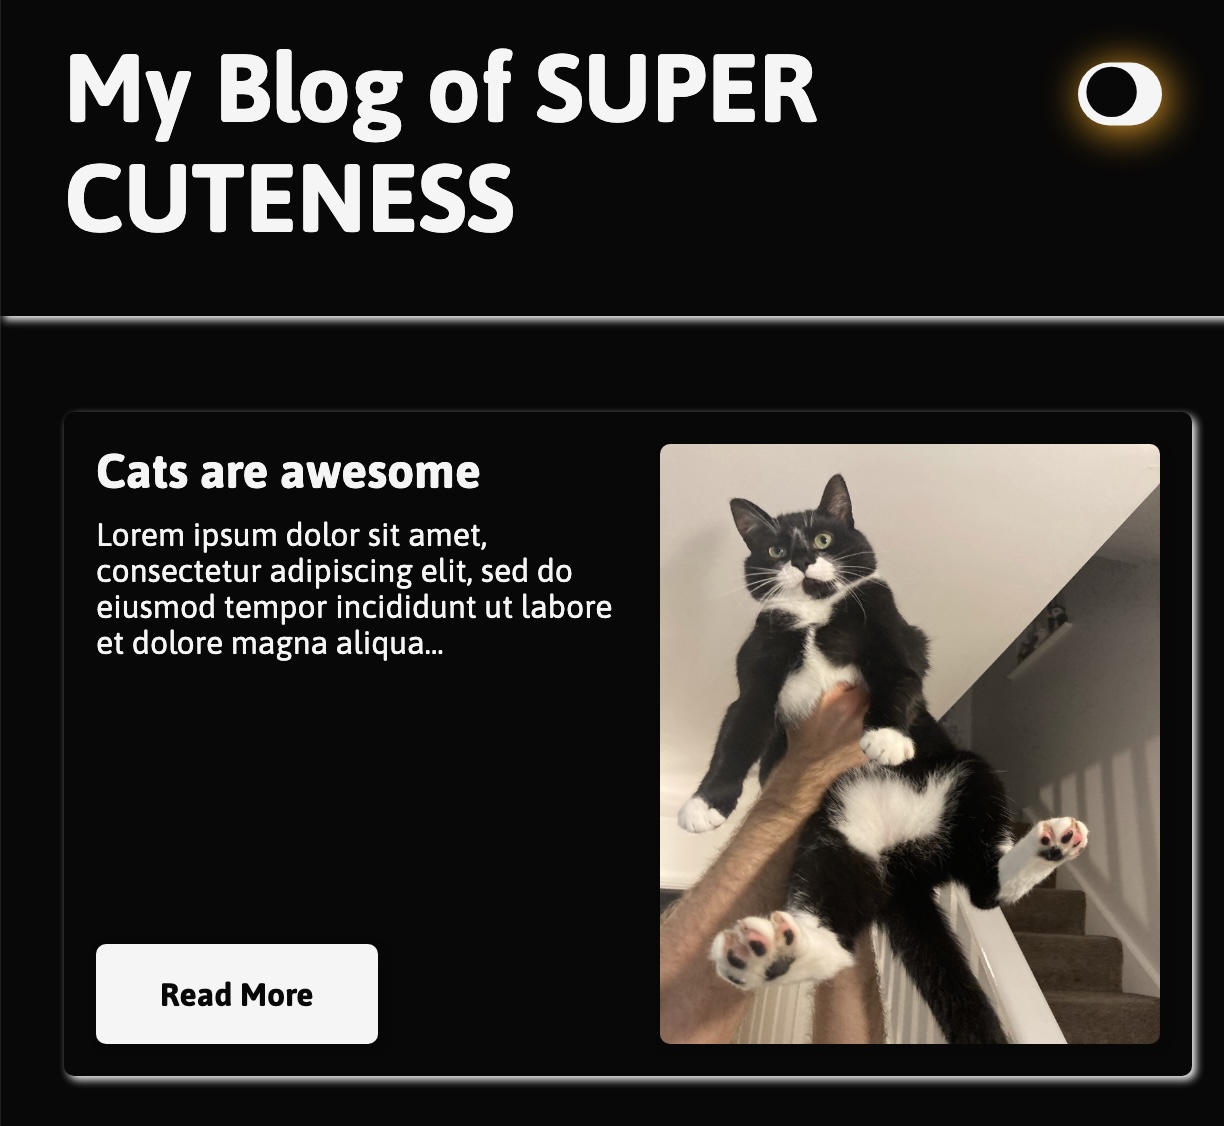 My Blog of SUPER
CUTENESS
Cats are awesome
Lorem ipsum dolor sit amet,
consectetur adipiscing elit, sed do
eiusmod tempor incididunt ut labore
et dolore magna aliqua...
Read More